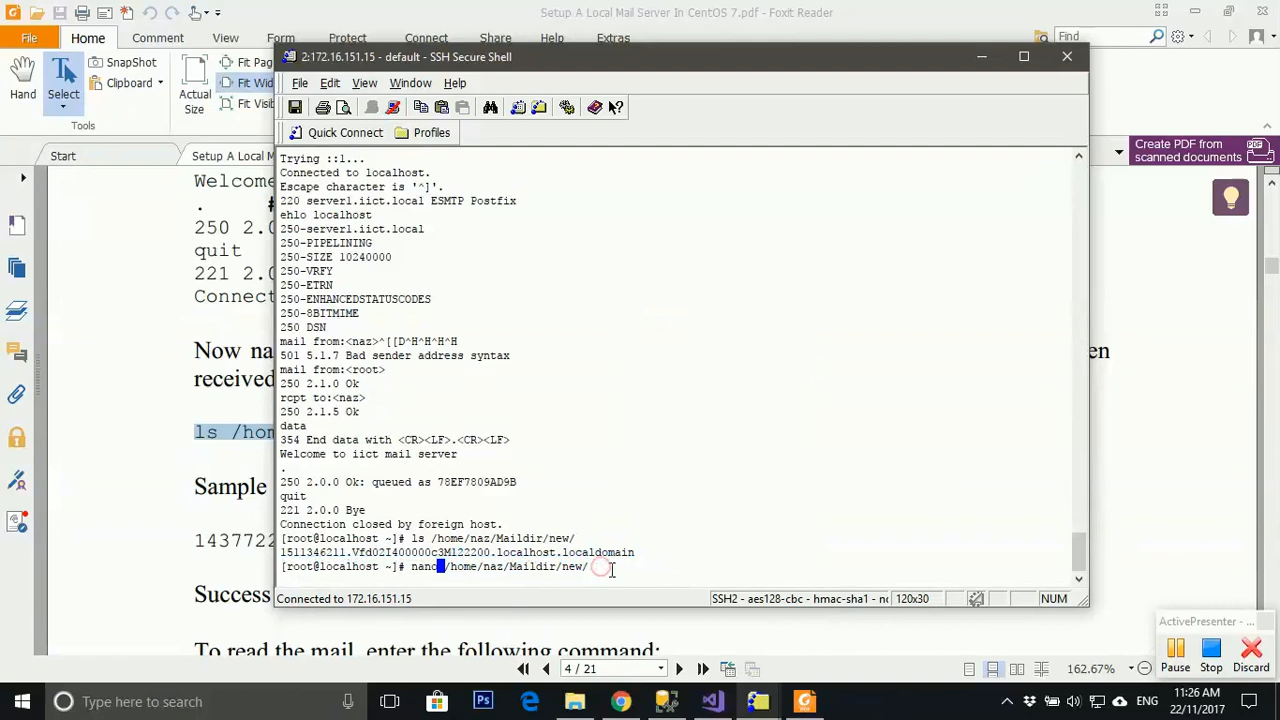 Setup A Local Mail Server In CentOS 7.pdf - Foxit Reader
File
Home
Comment
View
Form
Protect
Connect
Share
Help
Extras
Find
Hand
Select
SnapShot
Clipboard
Tools
Actual
Size
Fit Pag
Fit Wid
Fit Visib
Start
Setup A Local Ma
Create PDF from
scanned documents
2:172.16.151.15 - default - SSH Secure Shell
File Edit View Window Help
Quick Connect Profiles
Trying ::1...
Connected to localhost.
Escape character is '^]'.
220 server1.iict.local ESMTP Postfix
ehlo localhost
250-server1.iict.local
250-PIPELINING
250-SIZE 10240000
250-VRFY
250-ETRN
250-ENHANCEDSTATUSCODES
250-8BITMIME
250 DSN
mail from:<naz>^[[D^H^H^H^H
501 5.1.7 Bad sender address syntax
mail from:<root>
250 2.1.0 Ok
rcpt to:<naz>
250 2.1.5 Ok
data
354 End data with <CR><LF>.<CR><LF>
Welcome to iict mail server
.
250 2.0.0 Ok: queued as 78EF7809AD9B
quit
221 2.0.0 Bye
Connection closed by foreign host.
[root@localhost ~]# ls /home/naz/Maildir/new/
1511346211.Vfd02I400000c3M122200.localhost.localdomain
[root@localhost ~]# nano /home/naz/Maildir/new/
Connected to 172.16.151.15
SSH2 - aes128-cbc - hmac-sha1 - no
120x30
NUM
Welcome
. #
250 2.0
quit
221 2.0
Connect
Now na
en
received
ls /hom
Sample
1437722
Success
To read the mail, enter the following command:
4 / 21
162.67%
ActivePresenter - ...
Pause
Stop
Discard
Type here to search
ENG
11:26 AM
22/11/2017